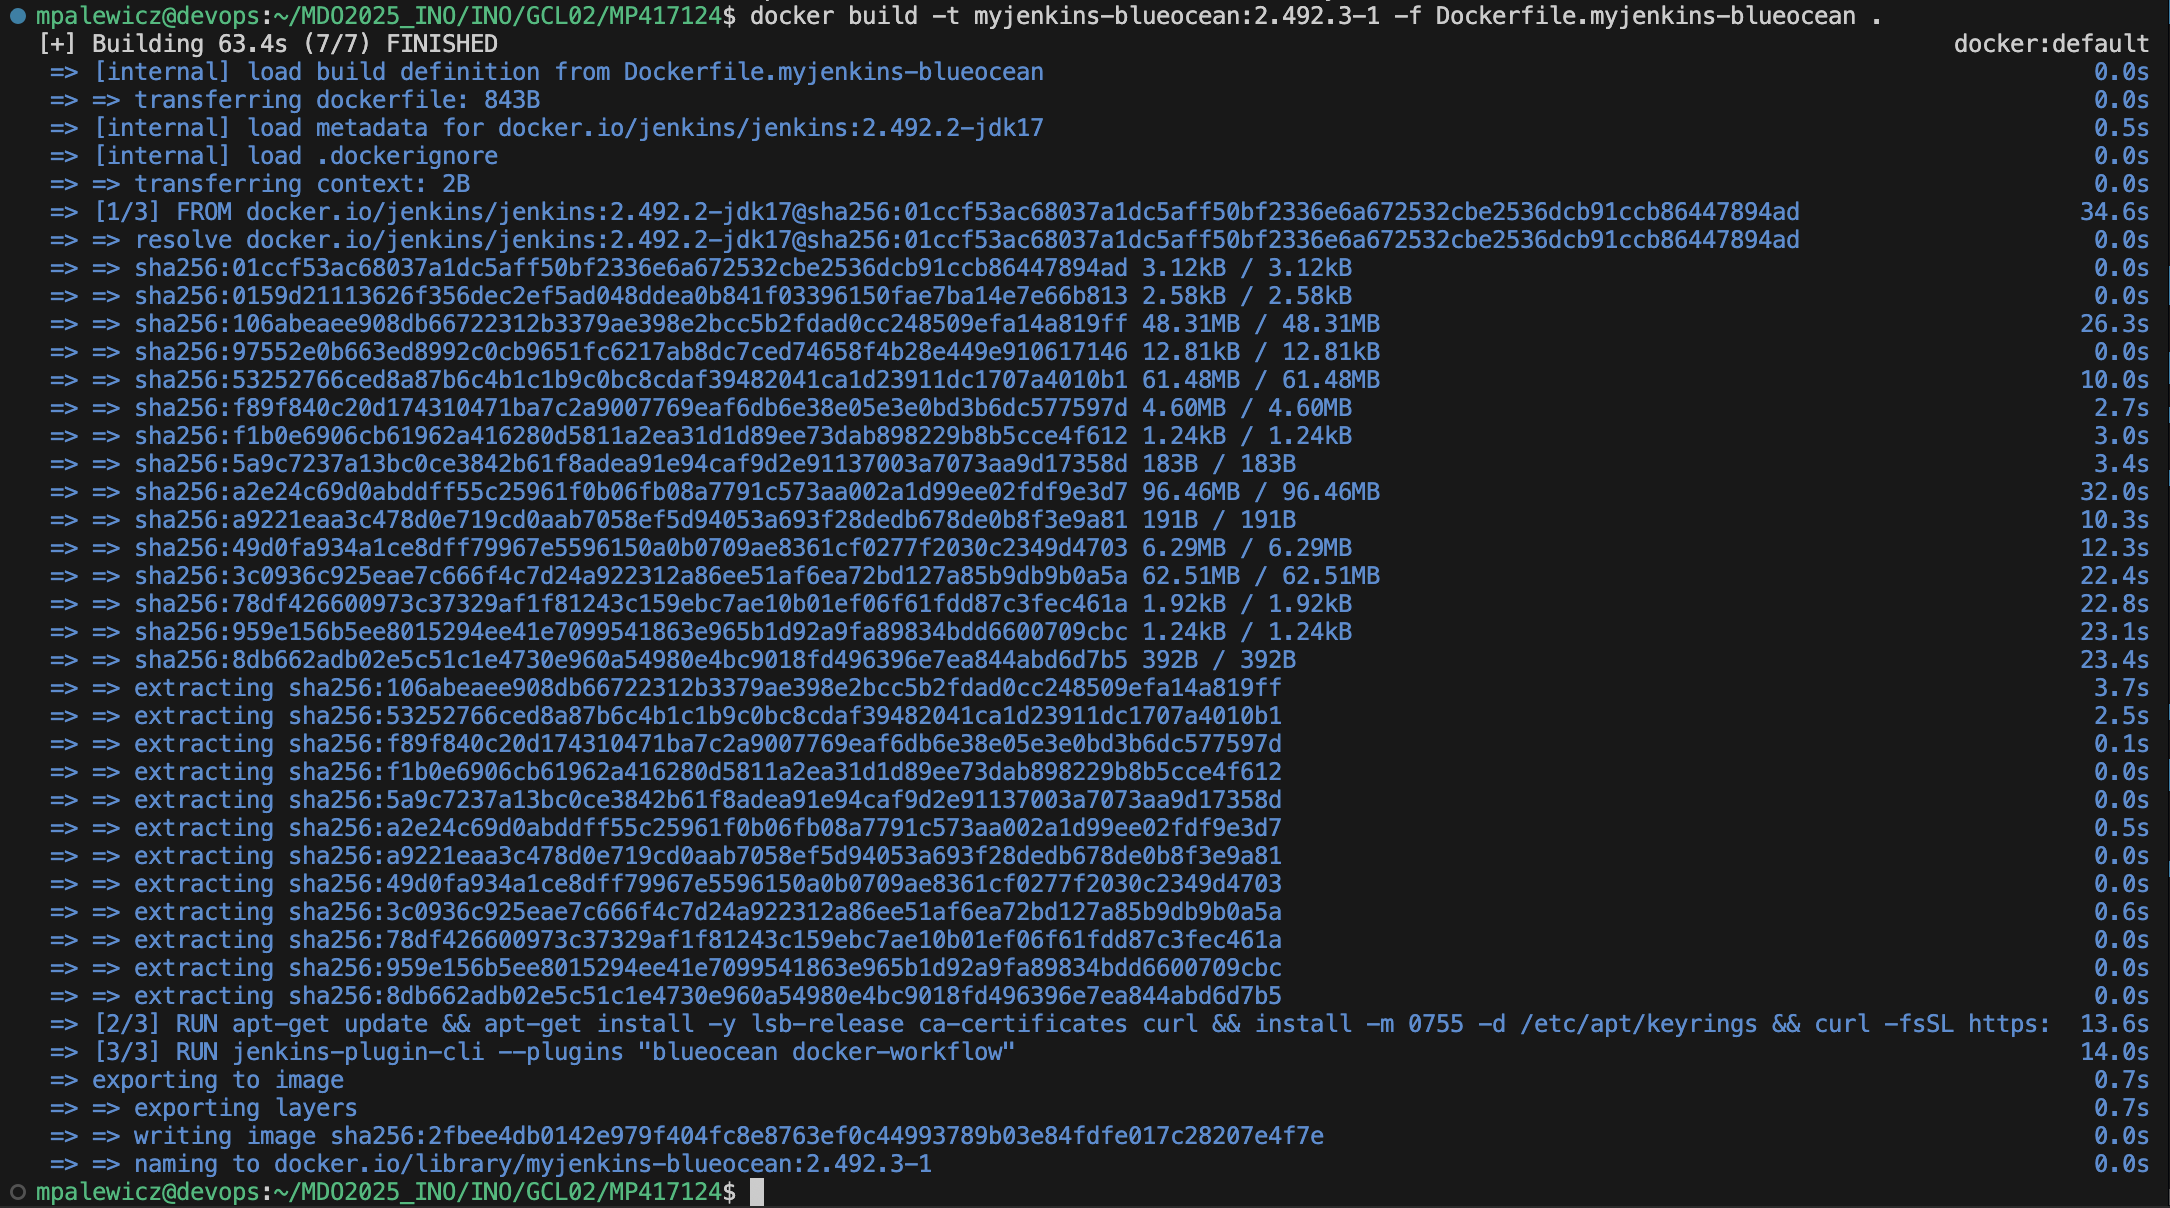 mpalewicz@devops:~/MDO2025_INO/INO/GCL02/MP417124$ docker build -t myjenkins-blueocean:2.492.3-1 -f Dockerfile.myjenkins-blueocean .
[+] Building 63.4s (7/7) FINISHED docker:default
=> [internal] load build definition from Dockerfile.myjenkins-blueocean 0.0s
=> => transferring dockerfile: 843B 0.0s
=> [internal] load metadata for docker.io/jenkins/jenkins:2.492.2-jdk17 0.5s
=> [internal] load .dockerignore 0.0s
=> => transferring context: 2B 0.0s
=> [1/3] FROM docker.io/jenkins/jenkins:2.492.2-jdk17@sha256:01ccf53ac68037a1dc5aff50bf2336e6a672532cbe2536dcb91ccb86447894ad 34.6s
=> => resolve docker.io/jenkins/jenkins:2.492.2-jdk17@sha256:01ccf53ac68037a1dc5aff50bf2336e6a672532cbe2536dcb91ccb86447894ad 0.0s
=> => sha256:01ccf53ac68037a1dc5aff50bf2336e6a672532cbe2536dcb91ccb86447894ad 3.12kB / 3.12kB 0.0s
=> => sha256:0159d21113626f356dec2ef5ad048ddea0b841f03396150fae7ba14e7e66b813 2.58kB / 2.58kB 0.0s
=> => sha256:106abeaee908db66722312b3379ae398e2bcc5b2fdad0cc248509efa14a819ff 48.31MB / 48.31MB 26.3s
=> => sha256:97552e0b663ed8992c0cb9651fc6217ab8dc7ced74658f4b28e449e910617146 12.81kB / 12.81kB 0.0s
=> => sha256:53252766ced8a87b6c4b1c1b9c0bc8cdaf39482041ca1d23911dc1707a4010b1 61.48MB / 61.48MB 10.0s
=> => sha256:f89f840c20d174310471ba7c2a9007769eaf6db6e38e05e3e0bd3b6dc577597d 4.60MB / 4.60MB 2.7s
=> => sha256:f1b0e6906cb61962a416280d5811a2ea31d1d89ee73dab898229b8b5cce4f612 1.24kB / 1.24kB 3.0s
=> => sha256:5a9c7237a13bc0ce3842b61f8adea91e94caf9d2e91137003a7073aa9d17358d 183B / 183B 3.4s
=> => sha256:a2e24c69d0abddff55c25961f0b06fb08a7791c573aa002a1d99ee02fdf9e3d7 96.46MB / 96.46MB 32.0s
=> => sha256:a9221eaa3c478d0e719cd0aab7058ef5d94053a693f28dedb678de0b8f3e9a81 191B / 191B 10.3s
=> => sha256:49d0fa934a1ce8dff79967e5596150a0b0709ae8361cf0277f2030c2349d4703 6.29MB / 6.29MB 12.3s
=> => sha256:3c0936c925eae7c666f4c7d24a922312a86ee51af6ea72bd127a85b9db9b0a5a 62.51MB / 62.51MB 22.4s
=> => sha256:78df426600973c37329af1f81243c159ebc7ae10b01ef06f61fdd87c3fec461a 1.92kB / 1.92kB 22.8s
=> => sha256:959e156b5ee8015294ee41e7099541863e965b1d92a9fa89834bdd6600709cbc 1.24kB / 1.24kB 23.1s
=> => sha256:8db662adb02e5c51c1e4730e960a54980e4bc9018fd496396e7ea844abd6d7b5 392B / 392B 23.4s
=> => extracting sha256:106abeaee908db66722312b3379ae398e2bcc5b2fdad0cc248509efa14a819ff 3.7s
=> => extracting sha256:53252766ced8a87b6c4b1c1b9c0bc8cdaf39482041ca1d23911dc1707a4010b1 2.5s
=> => extracting sha256:f89f840c20d174310471ba7c2a9007769eaf6db6e38e05e3e0bd3b6dc577597d 0.1s
=> => extracting sha256:f1b0e6906cb61962a416280d5811a2ea31d1d89ee73dab898229b8b5cce4f612 0.0s
=> => extracting sha256:5a9c7237a13bc0ce3842b61f8adea91e94caf9d2e91137003a7073aa9d17358d 0.0s
=> => extracting sha256:a2e24c69d0abddff55c25961f0b06fb08a7791c573aa002a1d99ee02fdf9e3d7 0.5s
=> => extracting sha256:a9221eaa3c478d0e719cd0aab7058ef5d94053a693f28dedb678de0b8f3e9a81 0.0s
=> => extracting sha256:49d0fa934a1ce8dff79967e5596150a0b0709ae8361cf0277f2030c2349d4703 0.0s
=> => extracting sha256:3c0936c925eae7c666f4c7d24a922312a86ee51af6ea72bd127a85b9db9b0a5a 0.6s
=> => extracting sha256:78df426600973c37329af1f81243c159ebc7ae10b01ef06f61fdd87c3fec461a 0.0s
=> => extracting sha256:959e156b5ee8015294ee41e7099541863e965b1d92a9fa89834bdd6600709cbc 0.0s
=> => extracting sha256:8db662adb02e5c51c1e4730e960a54980e4bc9018fd496396e7ea844abd6d7b5 0.0s
=> [2/3] RUN apt-get update && apt-get install -y lsb-release ca-certificates curl && install -m 0755 -d /etc/apt/keyrings && curl -fsSL https: 13.6s
=> [3/3] RUN jenkins-plugin-cli --plugins "blueocean docker-workflow" 14.0s
=> exporting to image 0.7s
=> => exporting layers 0.7s
=> => writing image sha256:2fbee4db0142e979f404fc8e8763ef0c44993789b03e84fdfe017c28207e4f7e 0.0s
=> => naming to docker.io/library/myjenkins-blueocean:2.492.3-1 0.0s
mpalewicz@devops:~/MDO2025_INO/INO/GCL02/MP417124$